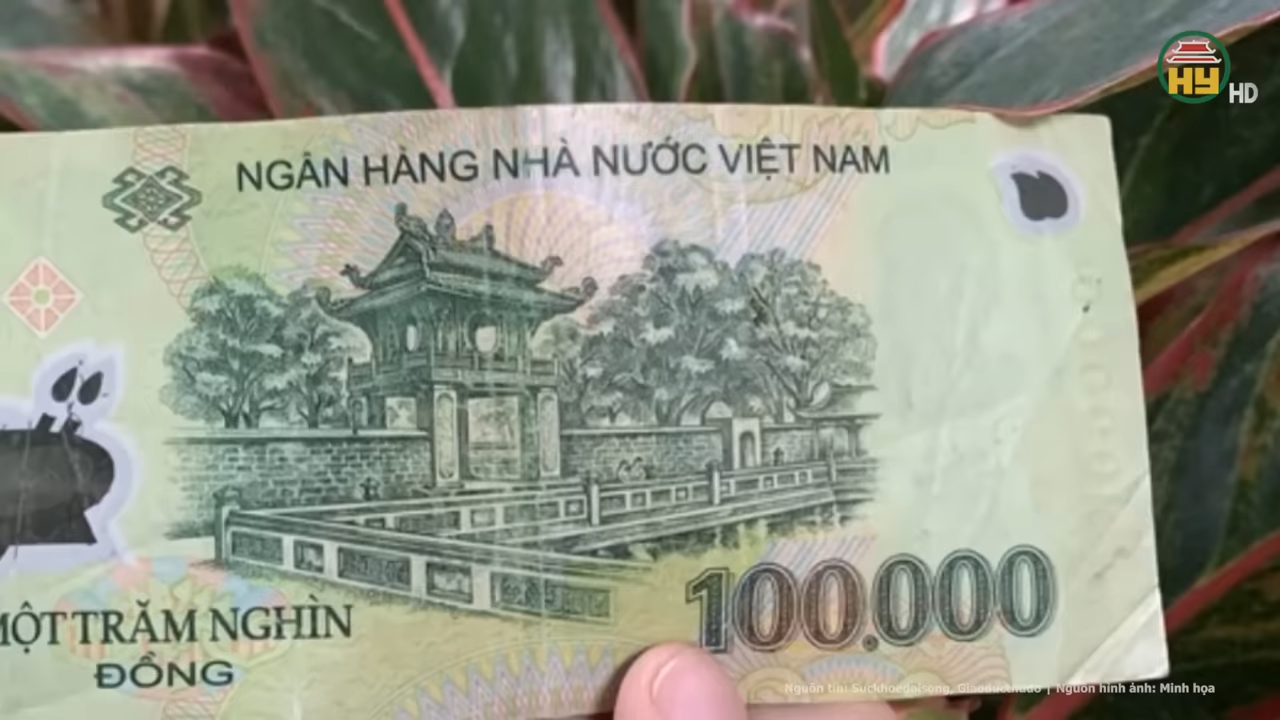 HY HD
NGÂN HÀNG NHÀ NƯỚC VIỆT NAM
100.000
MỘT TRĂM NGHÌN
ĐỒNG
Nguồn tin: Suckhoedoisong, Giaoducthudo | Nguồn hình ảnh: Minh họa